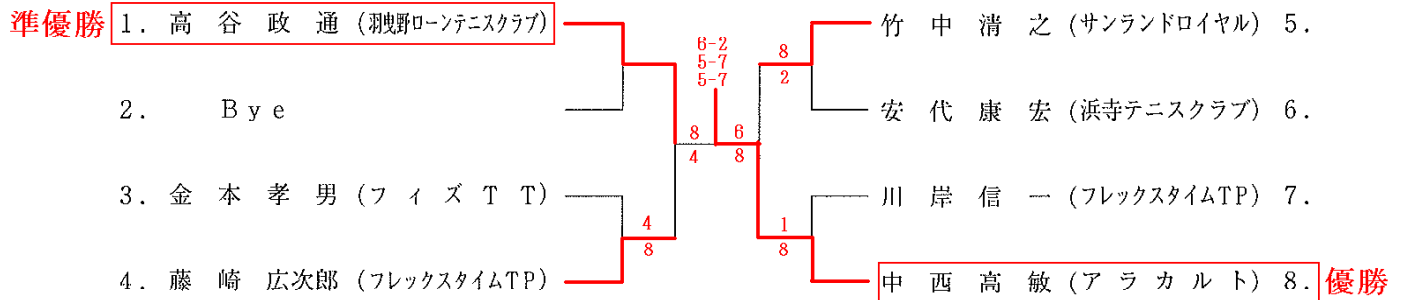 準優勝 1. 高谷政通(羽曳野ローンテニスクラブ)
2. Bye
3. 金本孝男(フィズTT)
4. 藤崎広次郎(フレックスタイムTP)
8
4
4
8
6-2
5-7
5-7
6
8
8
2
1
8
竹中清之(サンランドロイヤル) 5.
安代康宏(浜寺テニスクラブ) 6.
川岸信一(フレックスタイムTP) 7.
中西高敏(アラカルト) 8. 優勝